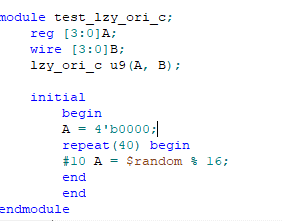 module test_lzy_ori_c;
reg [3:0]A;
wire [3:0]B;
lzy_ori_c u9(A, B);
initial
begin
A = 4'b0000;
repeat(40) begin
#10 A = $random % 16;
end
end
endmodule